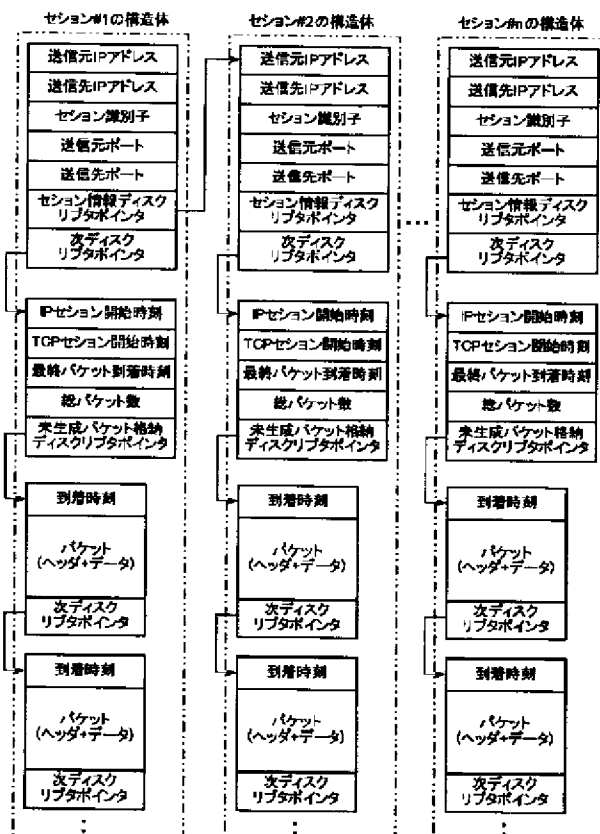 セション#1の構造体
送信元IPアドレス
送信先IPアドレス
セション識別子
送信元ポート
送信先ポート
セション情報ディスク
リプタポインタ
次ディスク
リプタポインタ
IPセション開始時刻
TCPセション開始時刻
最終パケット到着時刻
総パケット数
未生成パケット格納
ディスクリプタポインタ
到着時刻
パケット
(ヘッダ+データ)
次ディスク
リプタポインタ
到着時刻
パケット
(ヘッダ+データ)
次ディスク
リプタポインタ
セション#2の構造体
送信元IPアドレス
送信先IPアドレス
セション識別子
送信元ポート
送信先ポート
セション情報ディスク
リプタポインタ
次ディスク
リプタポインタ
IPセション開始時刻
TCPセション開始時刻
最終パケット到着時刻
総パケット数
未生成パケット格納
ディスクリプタポインタ
到着時刻
パケット
(ヘッダ+データ)
次ディスク
リプタポインタ
到着時刻
パケット
(ヘッダ+データ)
次ディスク
リプタポインタ
セション#nの構造体
送信元IPアドレス
送信先IPアドレス
セション識別子
送信元ポート
送信先ポート
セション情報ディスク
リプタポインタ
次ディスク
リプタポインタ
IPセション開始時刻
TCPセション開始時刻
最終パケット到着時刻
総パケット数
未生成パケット格納
ディスクリプタポインタ
到着時刻
パケット
(ヘッダ+データ)
次ディスク
リプタポインタ
到着時刻
パケット
(ヘッダ+データ)
次ディスク
リプタポインタ